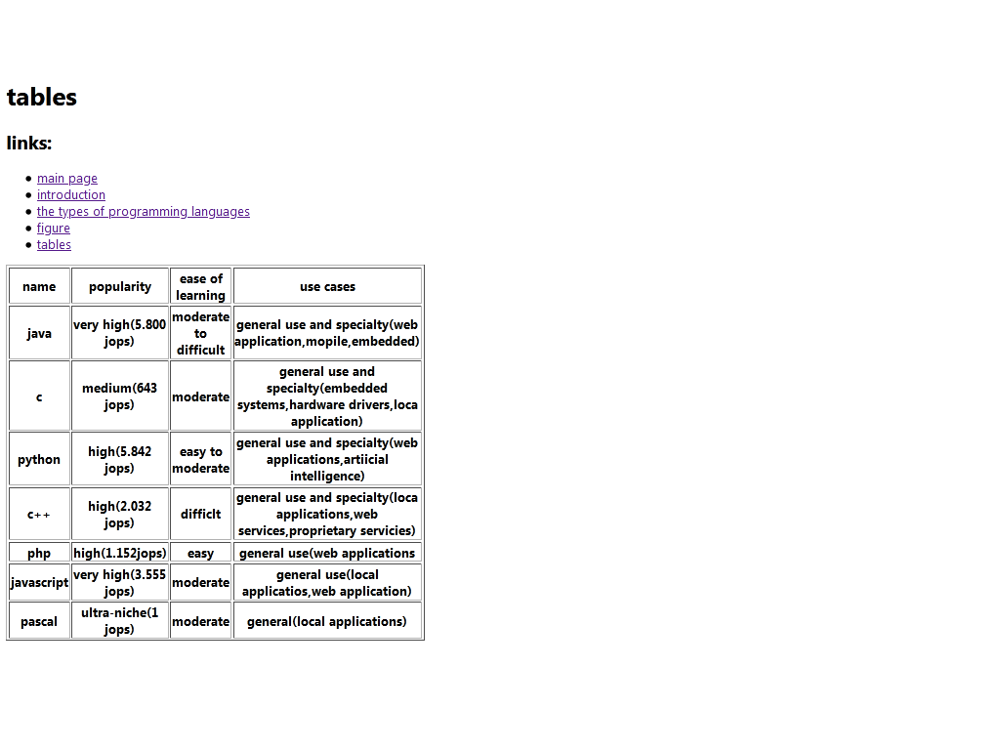 tables
links:
main page
introduction
the types of programming languages
figure
tables
name popularity ease of learning use cases
java very high(5.800 jops) moderate to difficult general use and specialty(web application,mopile,embedded)
c medium(643 jops) moderate general use and specialty(embedded systems,hardware drivers,loca application)
python high(5.842 jops) easy to moderate general use and specialty(web applications,artiicial intelligence)
c++ high(2.032 jops) difficlt general use and specialty(loca applications,web services,proprietary servicies)
php high(1.152jops) easy general use(web applications
javascript very high(3.555 jops) moderate general use(local applicatios,web application)
pascal ultra-niche(1 jops) moderate general(local applications)